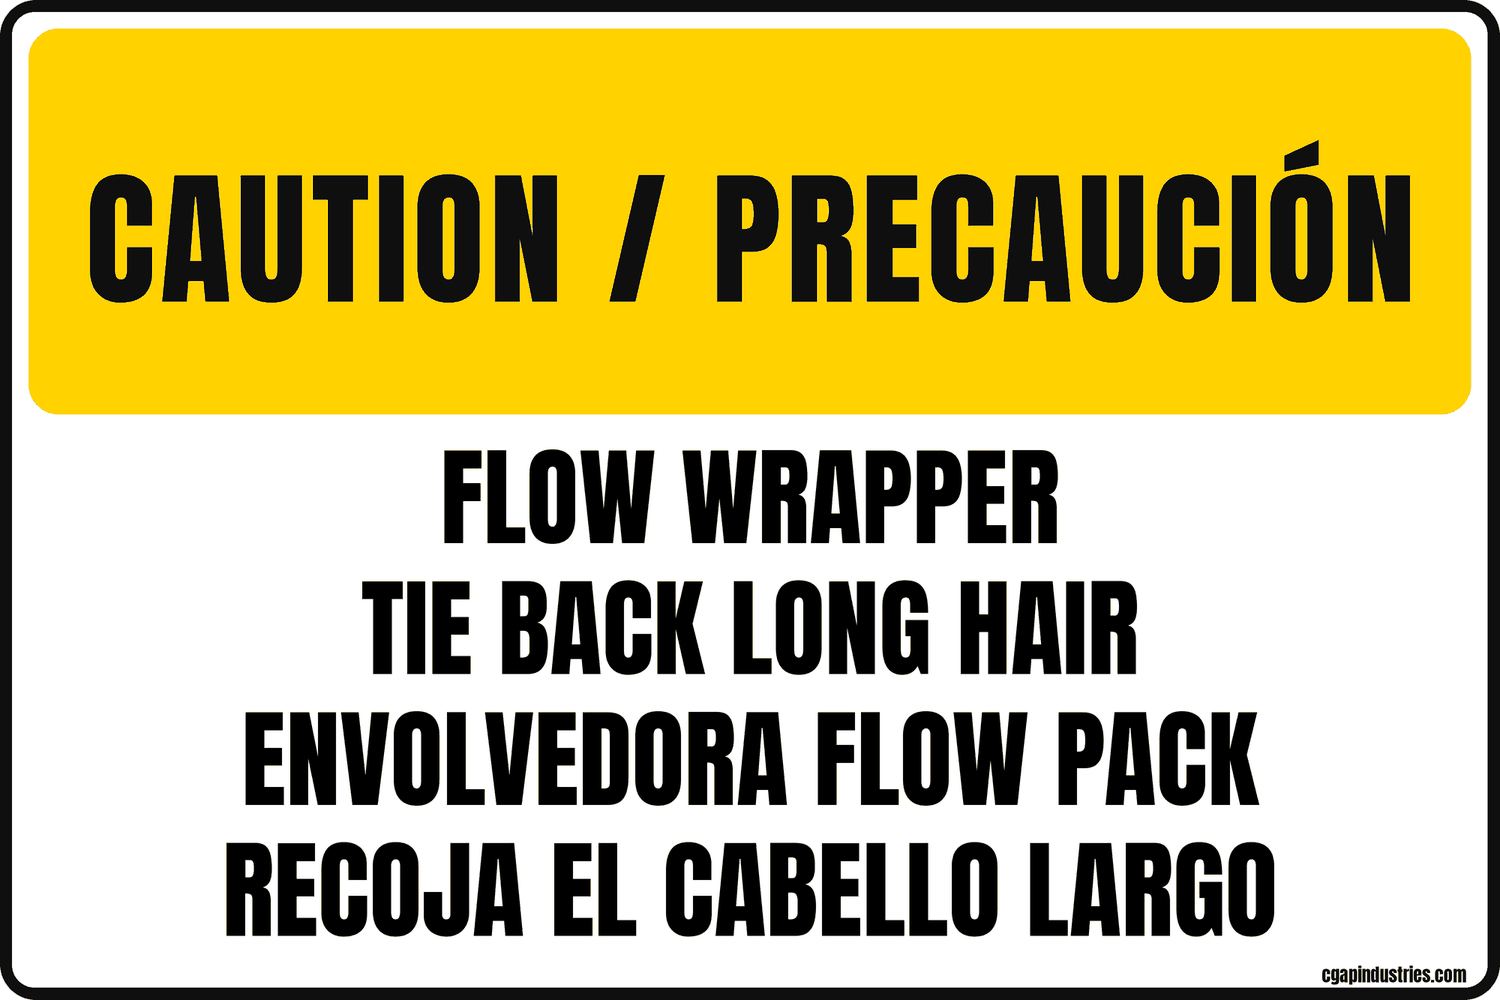 CAUTION / PRECAUCIÓN
FLOW WRAPPER
TIE BACK LONG HAIR
ENVOLVEDORA FLOW PACK
RECOJA EL CABELLO LARGO
cgapindustries.com